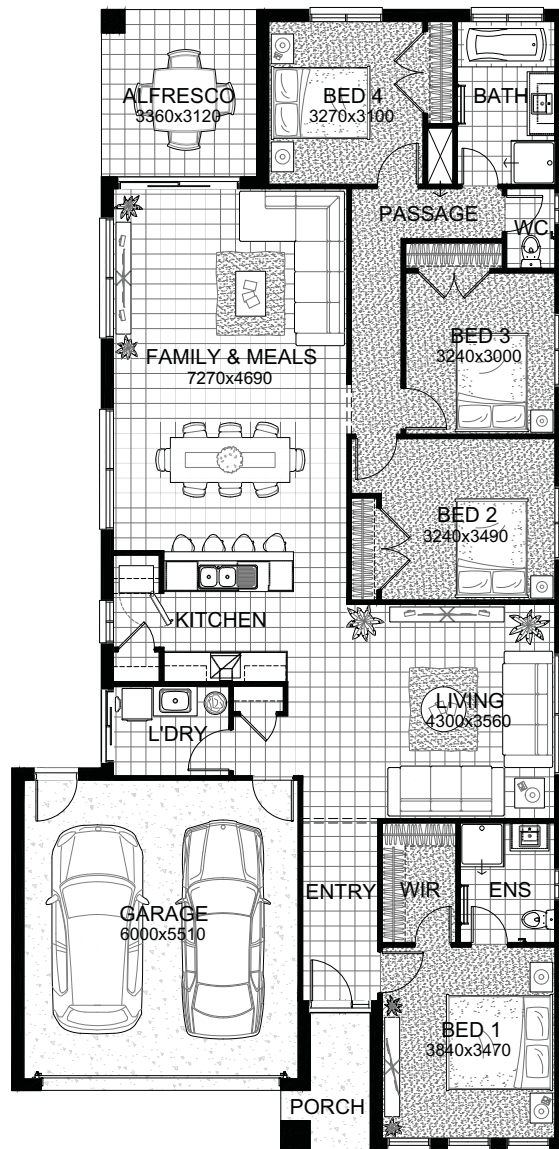 ALFRESCO
3360x3120
BED 4
3270x3100
BATH
PASSAGE
WC
BED 3
3240x3000
FAMILY & MEALS
7270x4690
BED 2
3240x3490
KITCHEN
LIVING
4300x3560
L'DRY
ENTRY
WIR
ENS
GARAGE
6000x5510
BED 1
3840x3470
PORCH